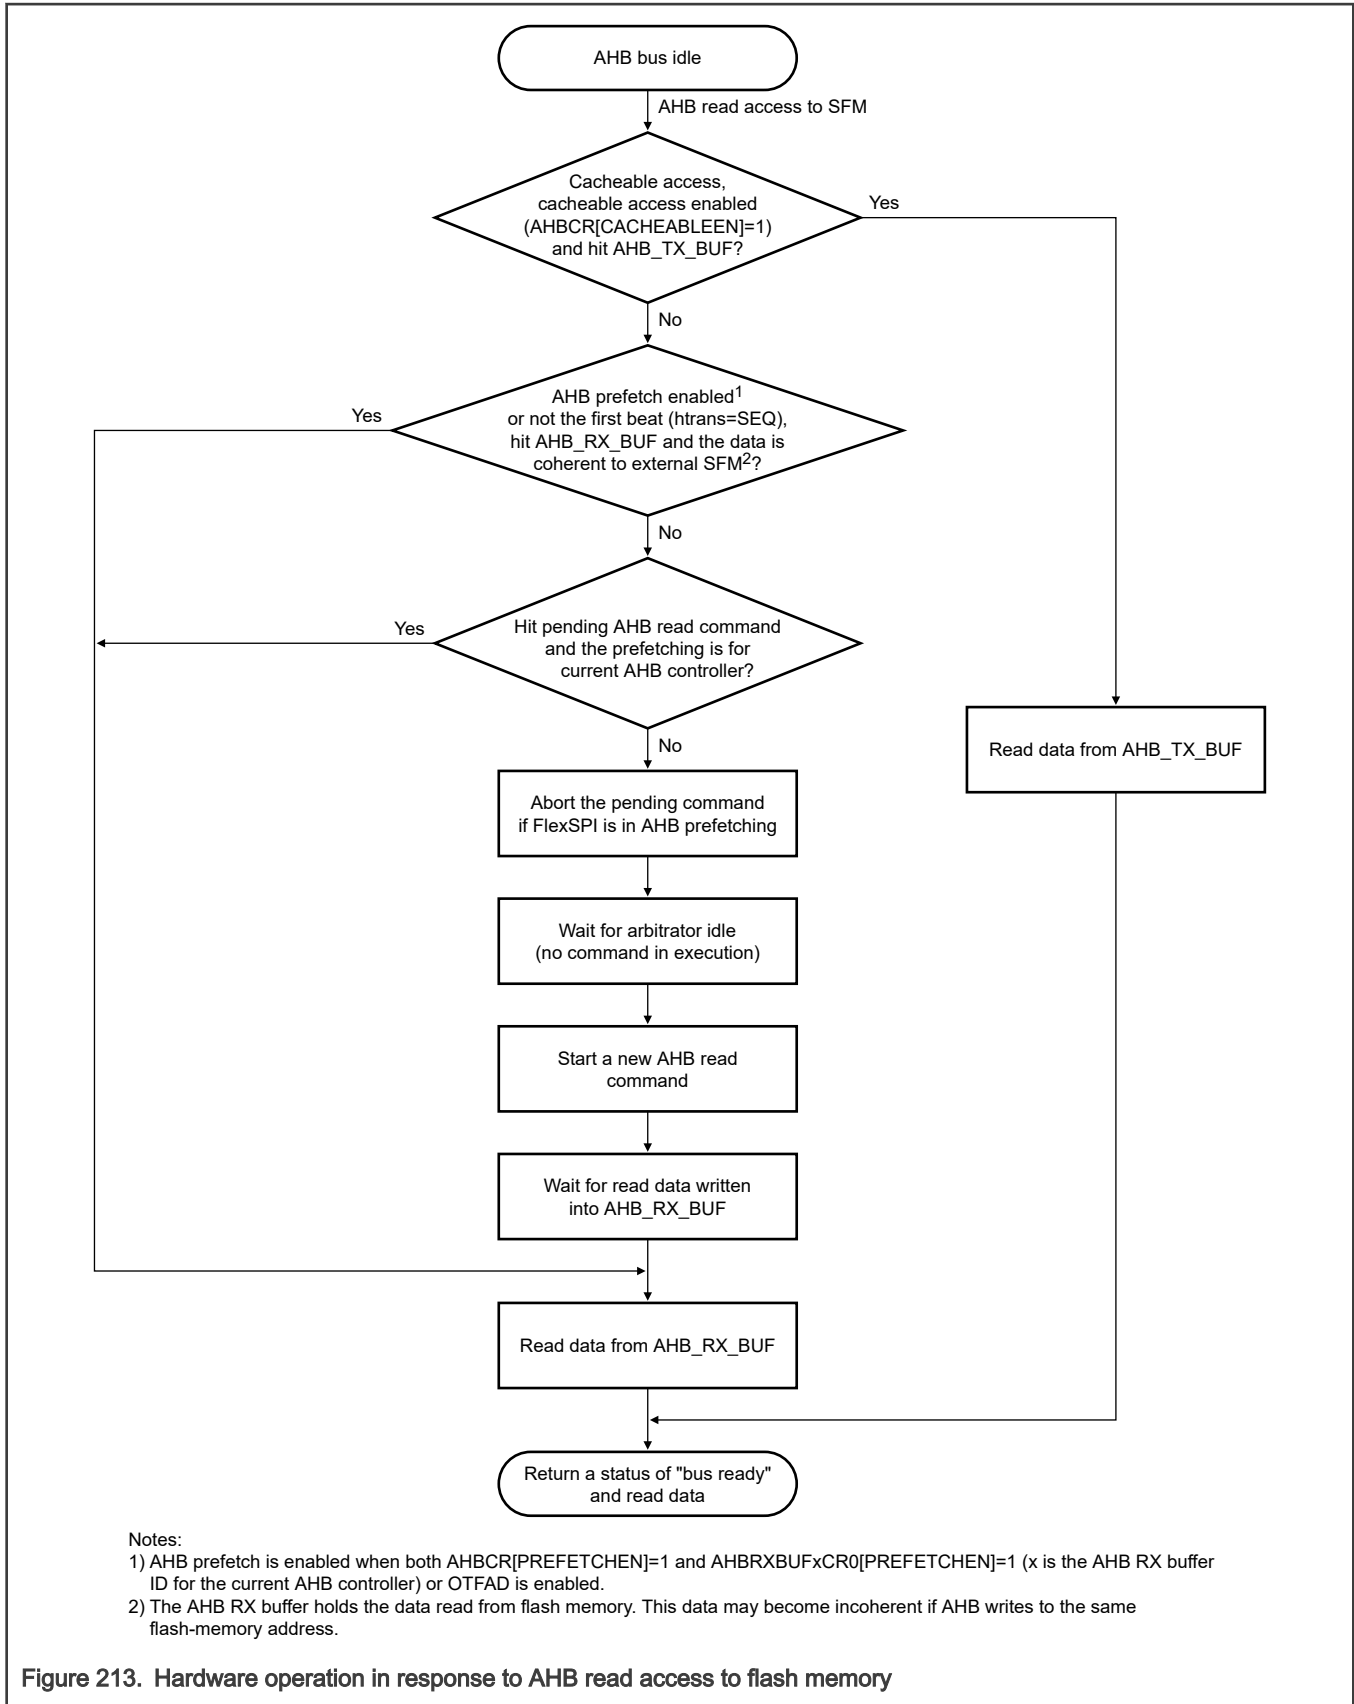 AHB bus idle
AHB read access to SFM
Cacheable access,
cacheable access enabled
(AHBCR[CACHEABLEEN]=1)
and hit AHB_TX_BUF?
Yes
No
AHB prefetch enabled1
or not the first beat (htrans=SEQ),
hit AHB_RX_BUF and the data is
coherent to external SFM2?
Yes
No
Hit pending AHB read command
and the prefetching is for
current AHB controller?
Yes
No
Read data from AHB_TX_BUF
Abort the pending command
if FlexSPI is in AHB prefetching
Wait for arbitrator idle
(no command in execution)
Start a new AHB read
command
Wait for read data written
into AHB_RX_BUF
Read data from AHB_RX_BUF
Return a status of "bus ready"
and read data
Notes:
1) AHB prefetch is enabled when both AHBCR[PREFETCHEN]=1 and AHBRXBUFxCR0[PREFETCHEN]=1 (x is the AHB RX buffer
ID for the current AHB controller) or OTFAD is enabled.
2) The AHB RX buffer holds the data read from flash memory. This data may become incoherent if AHB writes to the same
flash-memory address.
Figure 213. Hardware operation in response to AHB read access to flash memory